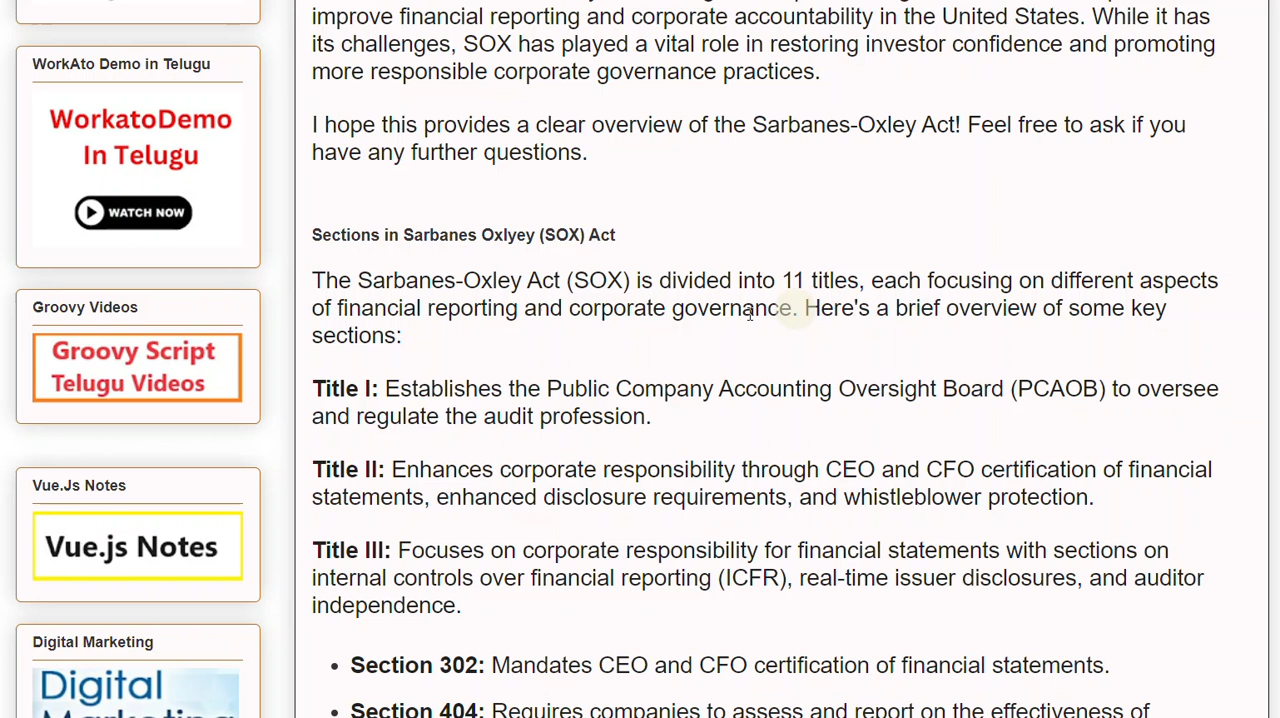 WorkAto Demo in Telugu
WorkatoDemo
In Telugu
WATCH NOW
Groovy Videos
Groovy Script
Telugu Videos
Vue.Js Notes
Vue.js Notes
Digital Marketing
Digital
Marketing
improve financial reporting and corporate accountability in the United States. While it has
its challenges, SOX has played a vital role in restoring investor confidence and promoting
more responsible corporate governance practices.
I hope this provides a clear overview of the Sarbanes-Oxley Act! Feel free to ask if you
have any further questions.
Sections in Sarbanes Oxlyey (SOX) Act
The Sarbanes-Oxley Act (SOX) is divided into 11 titles, each focusing on different aspects
of financial reporting and corporate governance. Here's a brief overview of some key
sections:
Title I: Establishes the Public Company Accounting Oversight Board (PCAOB) to oversee
and regulate the audit profession.
Title II: Enhances corporate responsibility through CEO and CFO certification of financial
statements, enhanced disclosure requirements, and whistleblower protection.
Title III: Focuses on corporate responsibility for financial statements with sections on
internal controls over financial reporting (ICFR), real-time issuer disclosures, and auditor
independence.
• Section 302: Mandates CEO and CFO certification of financial statements.
• Section 404: Requires companies to assess and report on the effectiveness of